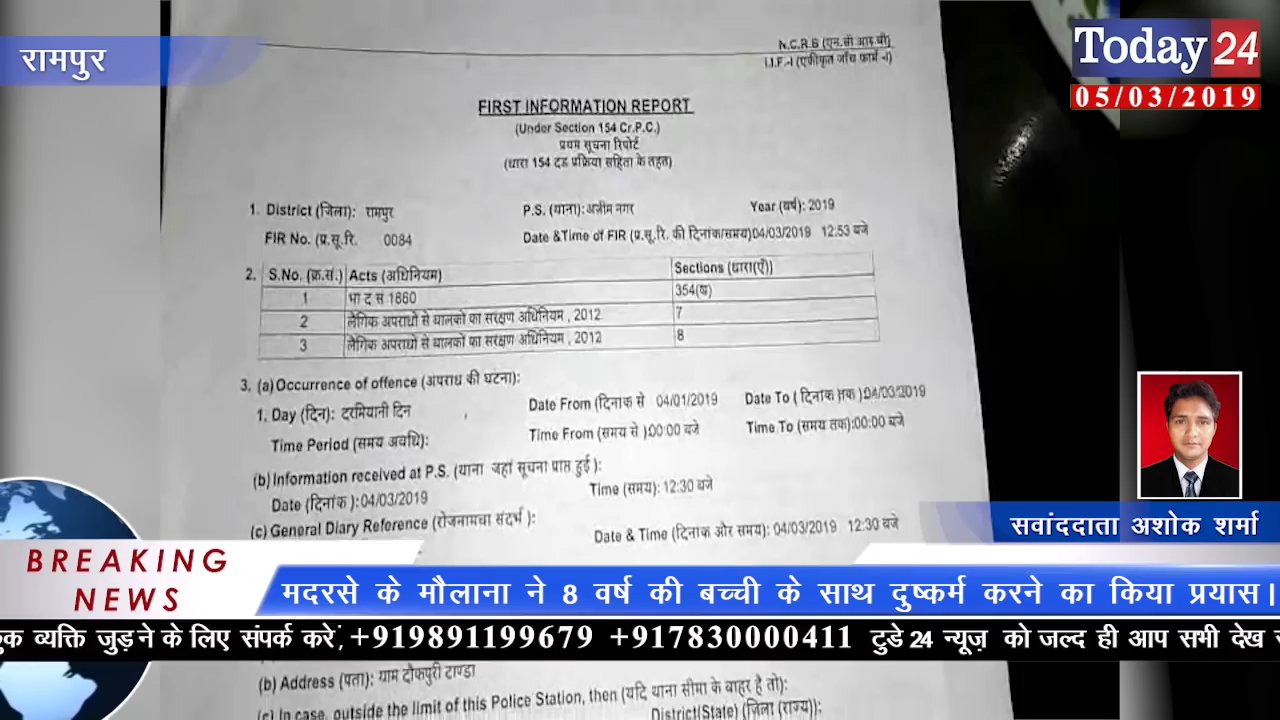 रामपुर
Today 24
05/03/2019
N.C.R.B (एन.सी.आर.बी)
I.I.F.-I (एकीकृत जाँच फार्म -I)
FIRST INFORMATION REPORT
(Under Section 154 Cr.P.C.)
प्रथम सूचना रिपोर्ट
(धारा 154 दंड प्रक्रिया संहिता के तहत)
1. District (जिला): रामपुर P.S. (थाना): अज़ीम नगर Year (वर्ष): 2019
FIR No. (प्र.सू.रि. 0084 Date &Time of FIR (प्र.सू.रि. की दिनांक/समय)04/03/2019 12:53 बजे
2. S.No. (क्र.सं.) Acts (अधिनियम) Sections (धारा(एँ))
1 भा द स 1860 354(ख)
2 लैंगिक अपराधों से बालकों का संरक्षण अधिनियम , 2012 7
3 लैंगिक अपराधों से बालकों का संरक्षण अधिनियम , 2012 8
3. (a) Occurrence of offence (अपराध की घटना):
1. Day (दिन): दरमियानी दिन Date From (दिनांक से 04/01/2019 Date To ( दिनांक तक ):04/03/2019
Time Period (समय अवधि): Time From (समय से ):00:00 बजे Time To (समय तक):00:00 बजे
(b) Information received at P.S. (थाना जहां सूचना प्राप्त हुई ):
Date (दिनांक ):04/03/2019 Time (समय): 12:30 बजे
(c) General Diary Reference (रोजनामचा संदर्भ ):
Date & Time (दिनांक और समय): 04/03/2019 12:30 बजे
सवांददाता अशोक शर्मा
BREAKING
NEWS
मदरसे के मौलाना ने 8 वर्ष की बच्ची के साथ दुष्कर्म करने का किया प्रयास।
व्यक्ति जुड़ने के लिए संपर्क करें, +919891199679 +917830000411 टुडे 24 न्यूज़ को जल्द ही आप सभी देख
(b) Address (पता): ग्राम दौकपुरी टाण्डा
(c) In case, outside the limit of this Police Station, then (यदि थाना सीमा के बाहर है तो):
District(State) (ज़िला (राज्य)):